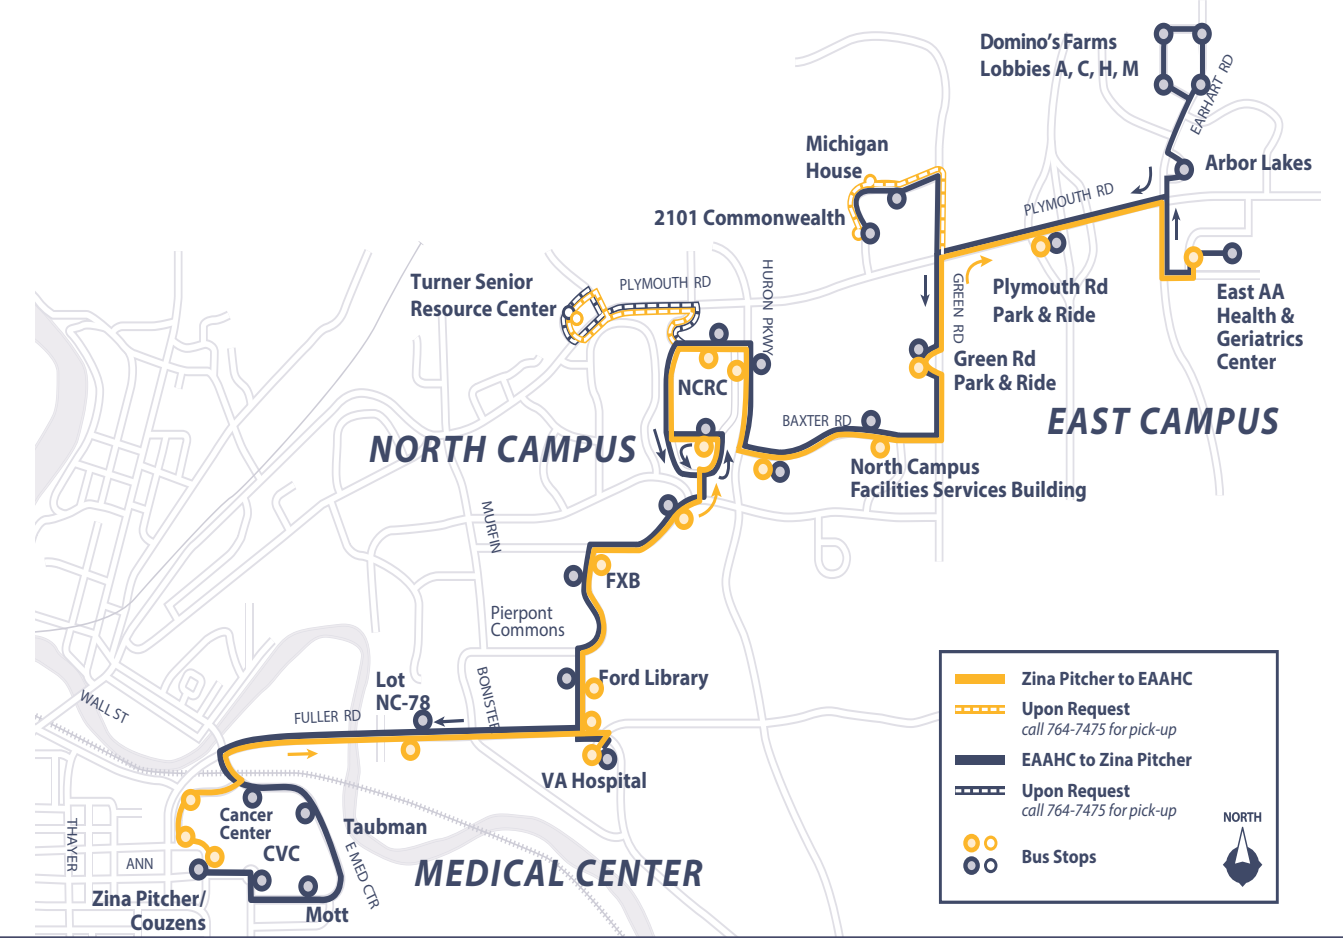 Domino's Farms
Lobbies A, C, H, M
EARHART RD
Michigan
House
Arbor Lakes
2101 Commonwealth
PLYMOUTH RD
Turner Senior
Resource Center
PLYMOUTH RD
HURON PKWY
GREEN RD
Plymouth Rd
Park & Ride
East AA
Health &
Geriatrics
Center
Green Rd
Park & Ride
NCRC
BAXTER RD
EAST CAMPUS
NORTH CAMPUS
North Campus
Facilities Services Building
MURFIN
FXB
Pierpont
Commons
Ford Library
Lot
NC-78
BONISTEEL
WALL ST
FULLER RD
VA Hospital
Cancer
Center
Taubman
CVC
THAYER
ANN
E MED CTR
MEDICAL CENTER
Zina Pitcher/
Couzens
Mott
Zina Pitcher to EAAHC
Upon Request
call 764-7475 for pick-up
EAAHC to Zina Pitcher
Upon Request
call 764-7475 for pick-up
Bus Stops
NORTH